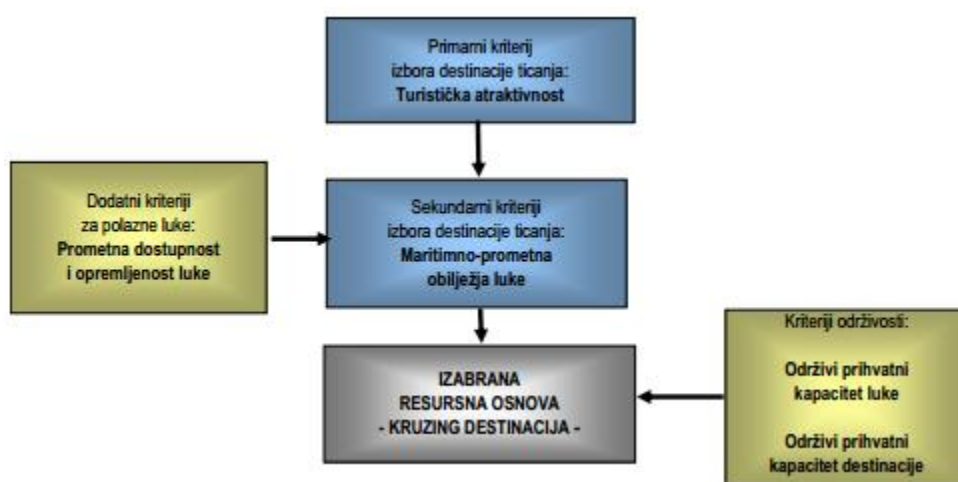 Primarni kriterij
izbora destinacije ticanja:
Turistička atraktivnost
Dodatni kriteriji
za polazne luke:
Prometna dostupnost
i opremljenost luke
Sekundarni kriteriji
izbora destinacije ticanja:
Maritimno-prometna
obilježja luke
Kriteriji održivosti:
Održivi prihvatni
kapacitet luke
Održivi prihvatni
kapacitet destinacije
IZABRANA
RESURSNA OSNOVA
- KRUZING DESTINACIJA -